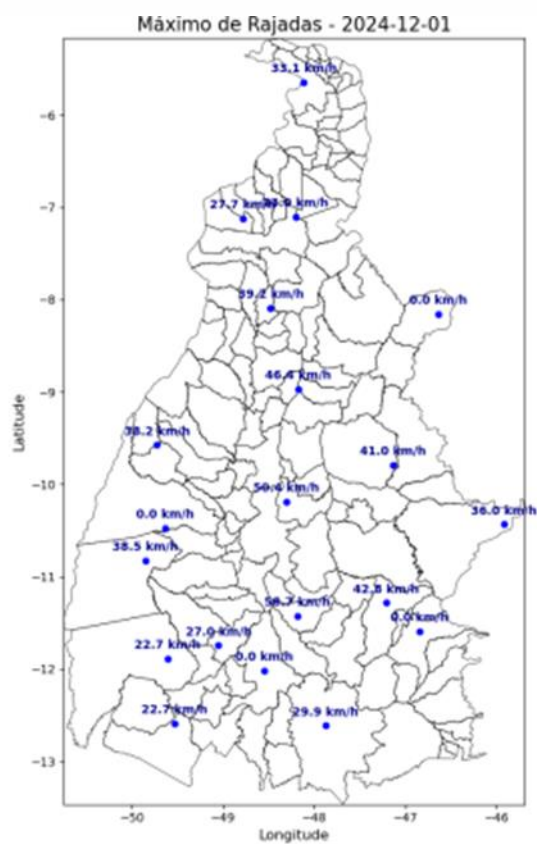 Máximo de Rajadas - 2024-12-01
33.1 km/h
−6
27.7 km/h
km/h
−7
39.2 km/h
0.0 km/h
−8
46.4 km/h
−9
38.2 km/h
41.0 km/h
−10
50.4 km/h
0.0 km/h
36.0 km/h
38.5 km/h
−11
42.8 km/h
58.7 km/h
0.0 km/h
27.0 km/h
22.7 km/h
0.0 km/h
−12
22.7 km/h
29.9 km/h
−13
Latitude
−50
−49
−48
−47
−46
Longitude